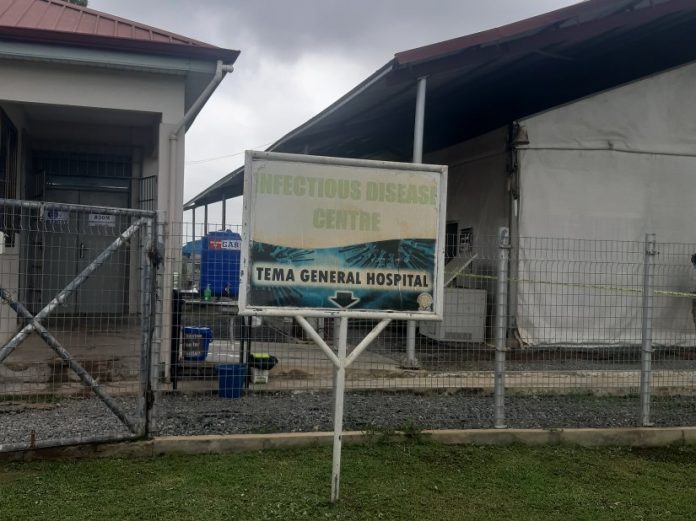 INFECTIOUS DISEASE
CENTRE
TEMA GENERAL HOSPITAL